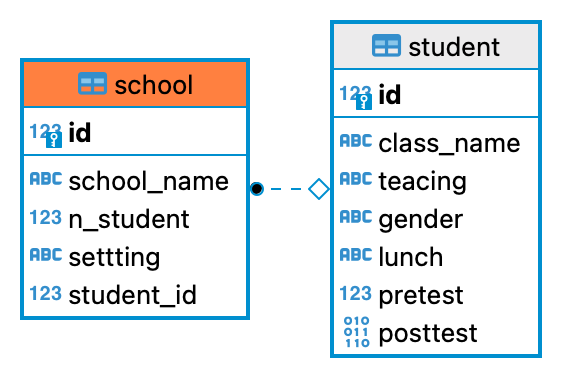 school
123 id
ABC school_name
123 n_student
ABC settting
123 student_id
student
123 id
ABC class_name
ABC teacing
ABC gender
ABC lunch
123 pretest
010
011
110 posttest